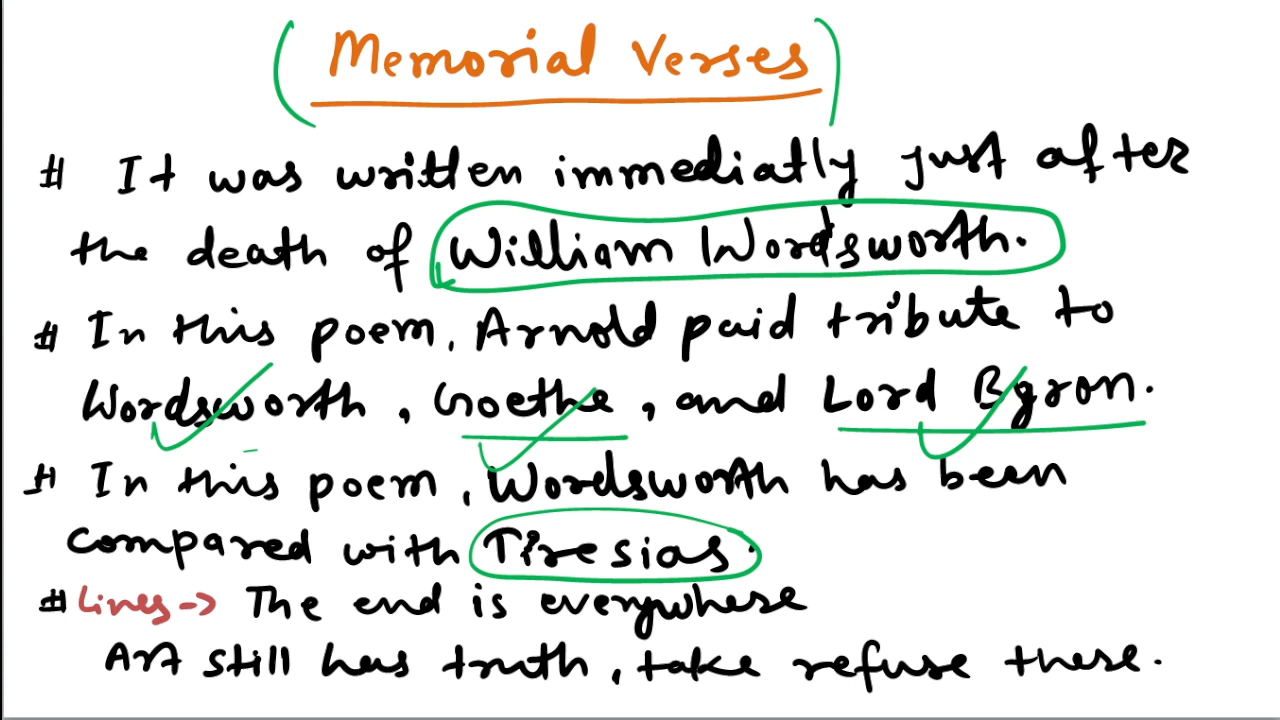 (Memorial Verses)
# It was written immediatly just after
the death of William Wordsworth.
# In this poem, Arnold paid tribute to
Wordsworth, Goethe, and Lord Byron.
# In this poem, Wordsworth has been
compared with Tiresias.
# Lines -> The end is everywhere
Art still has truth, take refuse there.